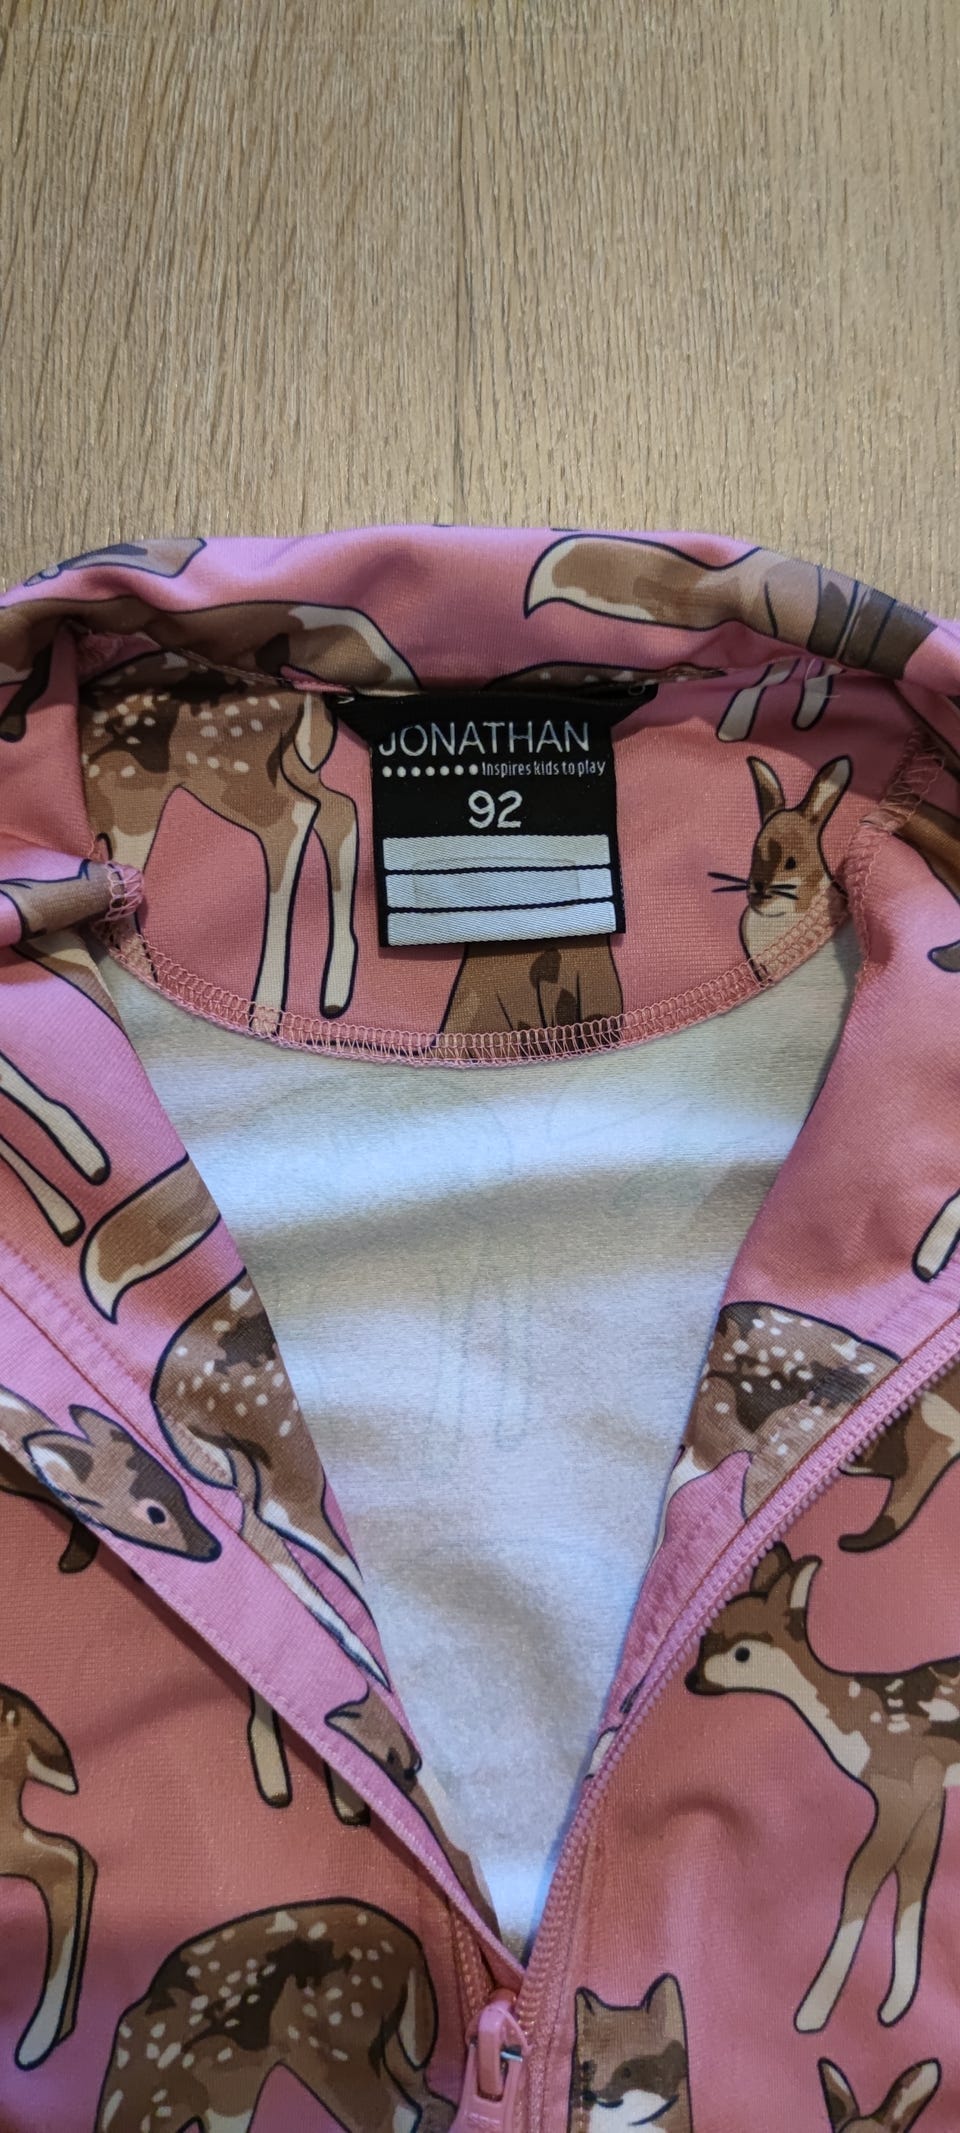 JONATHAN
Inspires kids to play
92